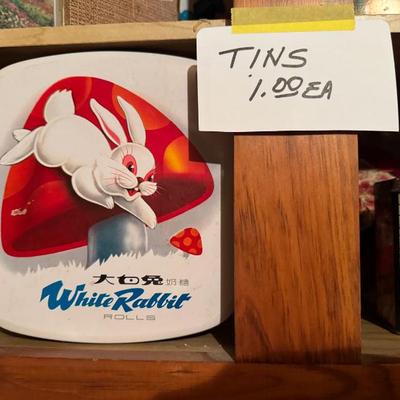 TINS
1.00 EA
大白兔 奶糖
White Rabbit
ROLLS